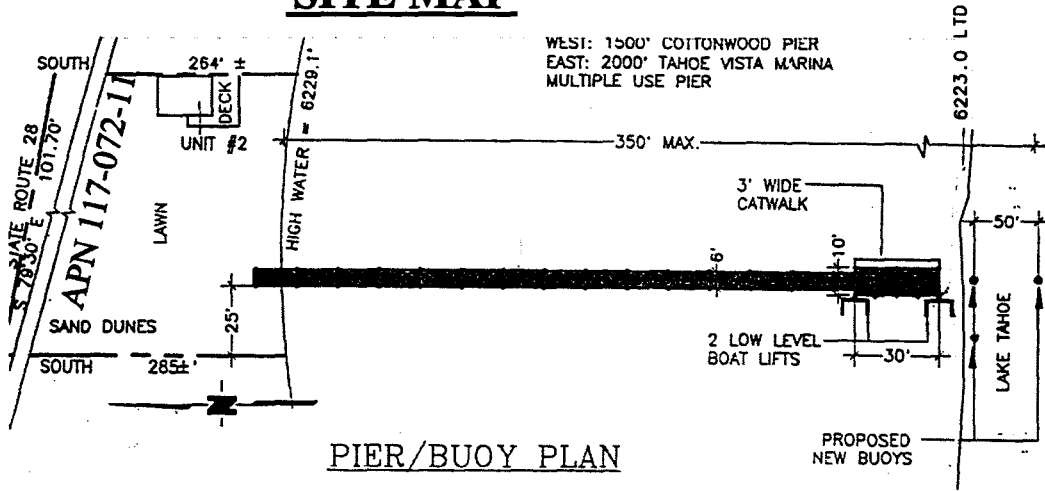 SITE MAP
WEST: 1500' COTTONWOOD PIER
EAST: 2000' TAHOE VISTA MARINA
MULTIPLE USE PIER
6223.0 LTD
SOUTH
264' ±
DECK
UNIT #2
STATE ROUTE 28
S 79°30' E 101.70'
APN 117-072-11
LAWN
HIGH WATER = 6229.1'
350' MAX.
3' WIDE
CATWALK
50'
6'
10'
25'
SAND DUNES
SOUTH
285±'
2 LOW LEVEL
BOAT LIFTS
30'
LAKE TAHOE
N
PIER/BUOY PLAN
PROPOSED
NEW BUOYS